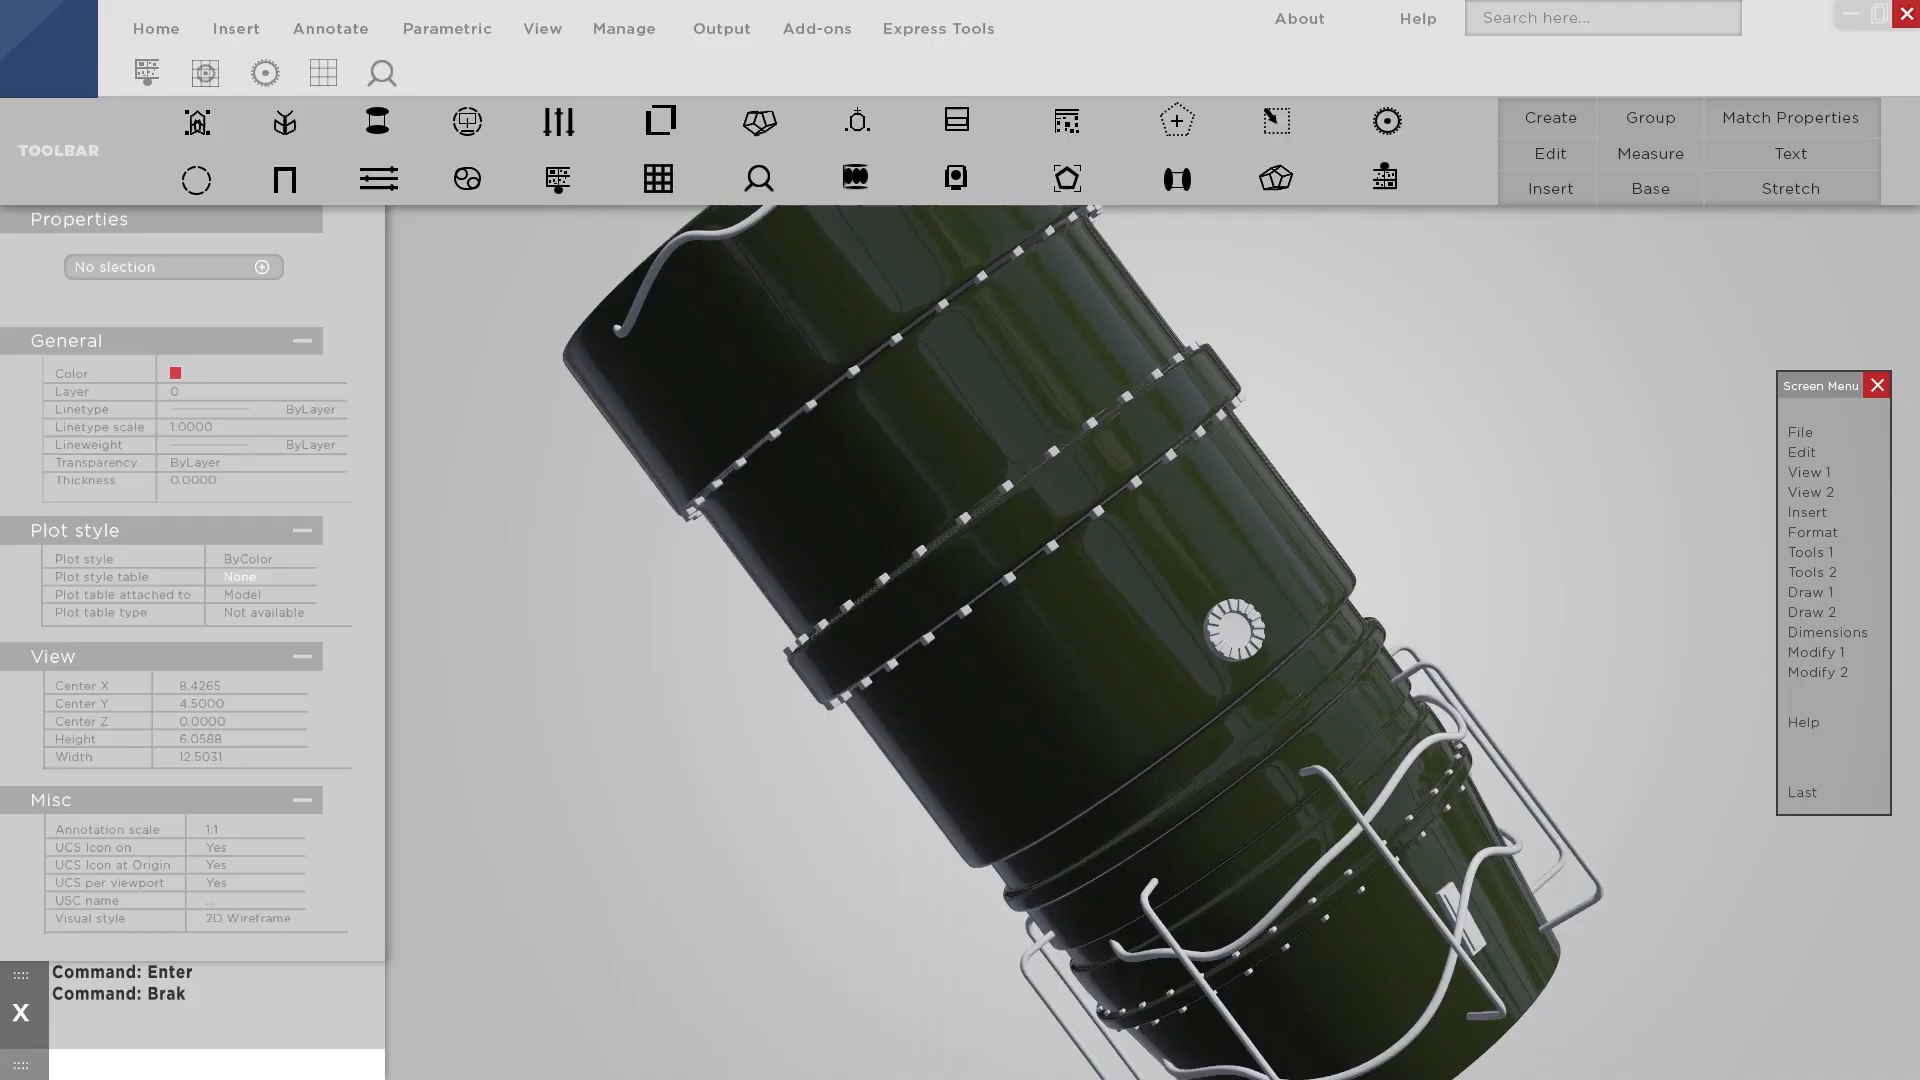 Home Insert Annotate Parametric View Manage Output Add-ons Express Tools About Help Search here...
TOOLBAR
Create Group Match Properties
Edit Measure Text
Insert Base Stretch
Properties
No slection
General
Color
Layer 0
Linetype ByLayer
Linetype scale 1.0000
Lineweight ByLayer
Transparency ByLayer
Thickness 0.0000
Plot style
Plot style ByColor
Plot style table None
Plot table attached to Model
Plot table type Not available
View
Center X 8.4265
Center Y 4.5000
Center Z 0.0000
Height 6.0588
Width 12.5031
Misc
Annotation scale 1:1
UCS Icon on Yes
UCS Icon at Origin Yes
UCS per viewport Yes
USC name ...
Visual style 2D Wireframe
Command: Enter
Command: Brak
X
Screen Menu
File
Edit
View 1
View 2
Insert
Format
Tools 1
Tools 2
Draw 1
Draw 2
Dimensions
Modify 1
Modify 2
Help
Last